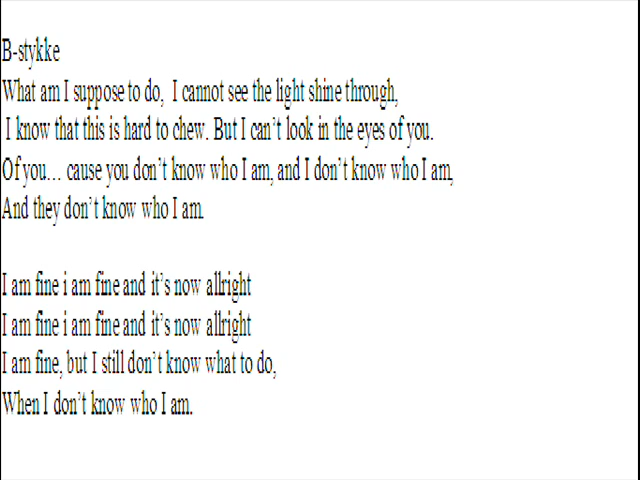 B-stykke
What am I suppose to do,  I cannot see the light shine through,
I know that this is hard to chew. But I can't look in the eyes of you.
Of you… cause you don't know who I am, and I don't know who I am,
And they don't know who I am.

I am fine i am fine and it's now allright
I am fine i am fine and it's now allright
I am fine, but I still don't know what to do,
When I don't know who I am.